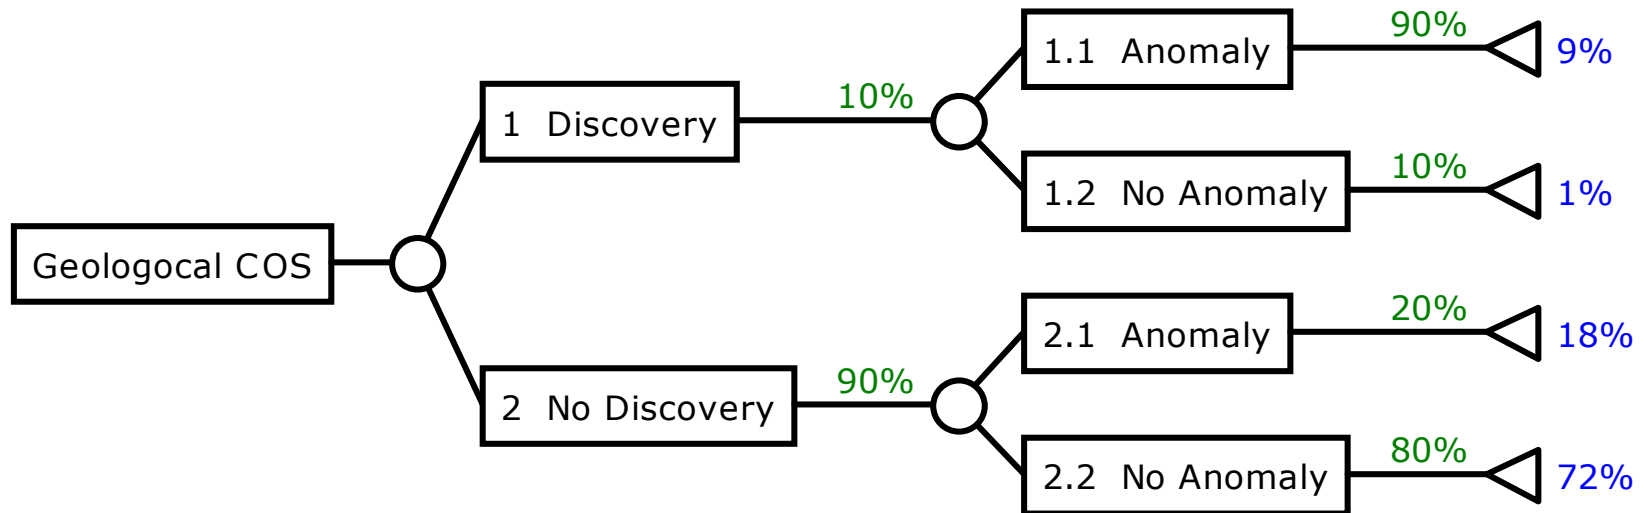 90%
1.1 Anomaly
9%
10%
1 Discovery
10%
1.2 No Anomaly
1%
Geologocal COS
20%
2.1 Anomaly
18%
90%
2 No Discovery
80%
2.2 No Anomaly
72%